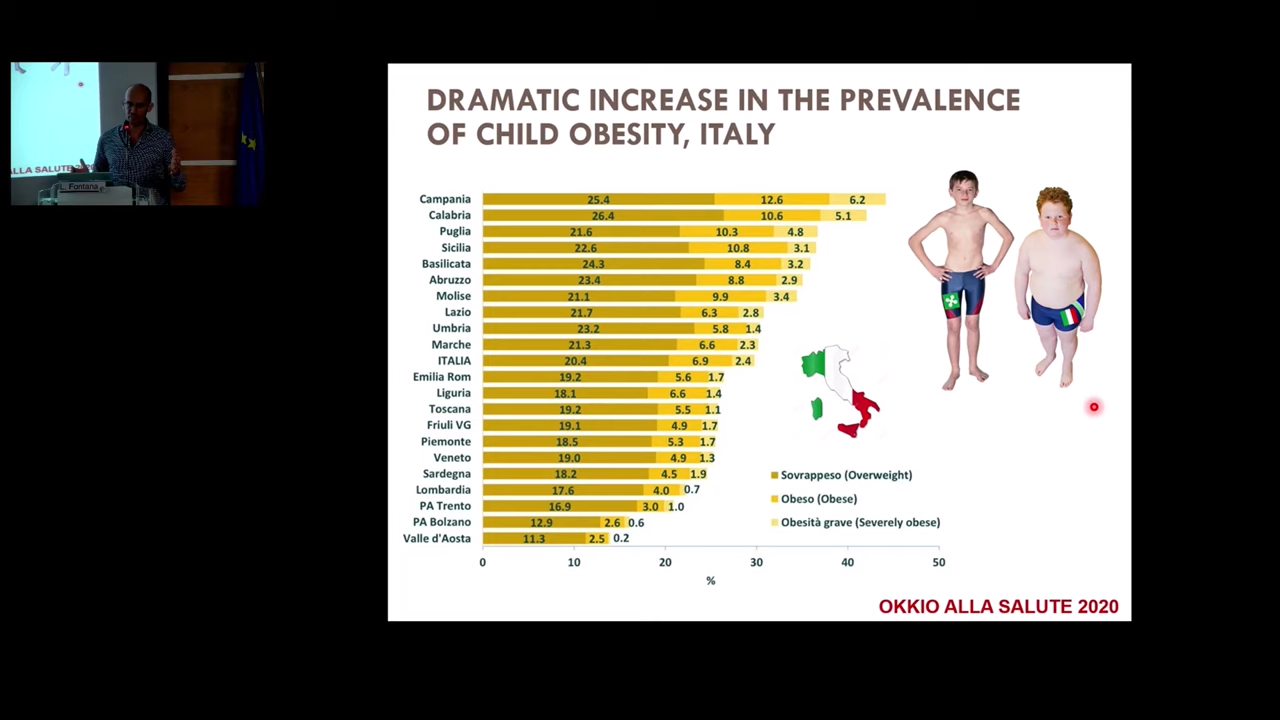 DRAMATIC INCREASE IN THE PREVALENCE
OF CHILD OBESITY, ITALY
Campania 25.4 12.6 6.2
Calabria 26.4 10.6 5.1
Puglia 21.6 10.3 4.8
Sicilia 22.6 10.8 3.1
Basilicata 24.3 8.4 3.2
Abruzzo 23.4 8.8 2.9
Molise 21.1 9.9 3.4
Lazio 21.7 6.3 2.8
Umbria 23.2 5.8 1.4
Marche 21.3 6.6 2.3
ITALIA 20.4 6.9 2.4
Emilia Rom 19.2 5.6 1.7
Liguria 18.1 6.6 1.4
Toscana 19.2 5.5 1.1
Friuli VG 19.1 4.9 1.7
Piemonte 18.5 5.3 1.7
Veneto 19.0 4.9 1.3
Sardegna 18.2 4.5 1.9
Lombardia 17.6 4.0 0.7
PA Trento 16.9 3.0 1.0
PA Bolzano 12.9 2.6 0.6
Valle d'Aosta 11.3 2.5 0.2
0 10 20 30 40 50
%
Sovrappeso (Overweight)
Obeso (Obese)
Obesità grave (Severely obese)
OKKIO ALLA SALUTE 2020
ALLA SALUTE
L. Fontana